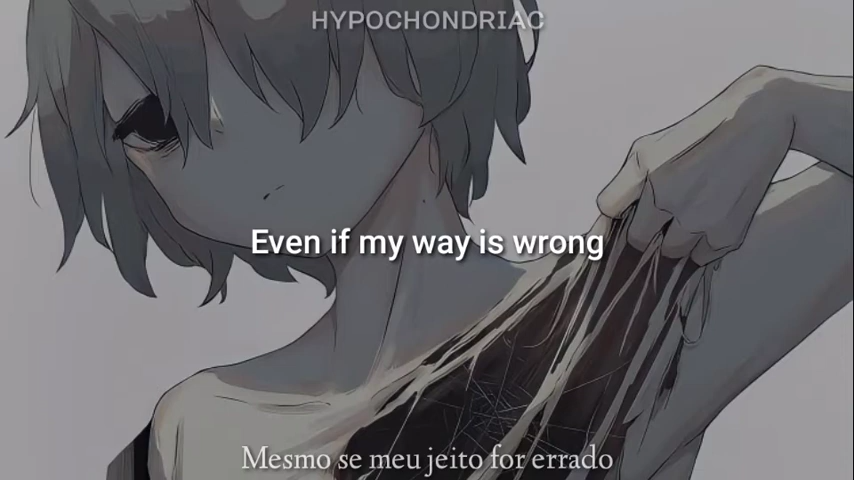 HYPOCHONDRIAC
Even if my way is wrong
Mesmo se meu jeito for errado